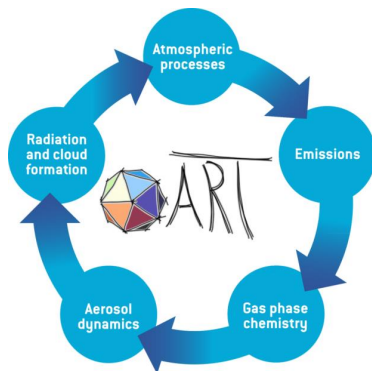 Atmospheric
processes
Emissions
Gas phase
chemistry
Aerosol
dynamics
Radiation
and cloud
formation
ART